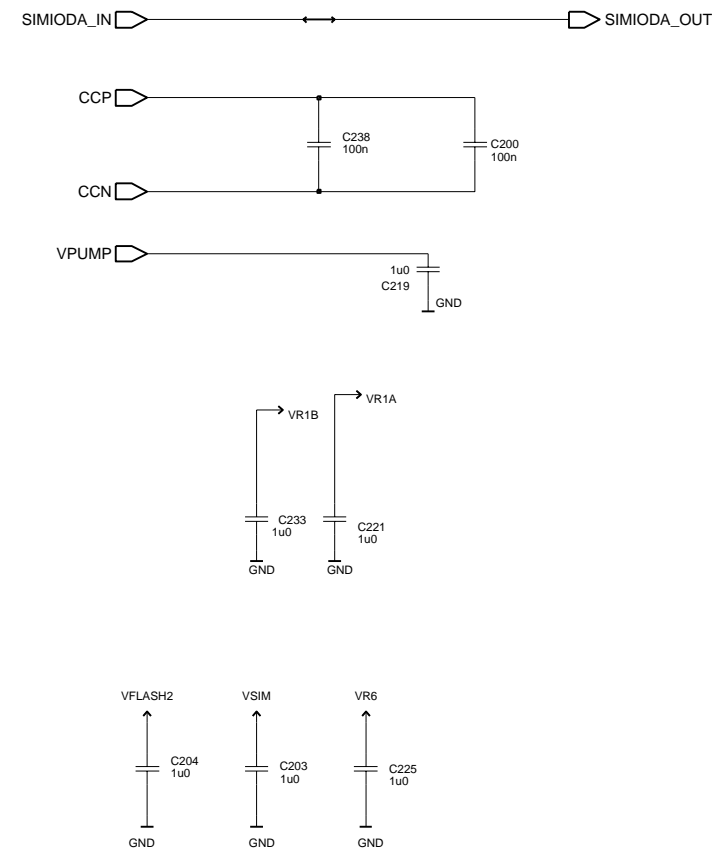 SIMIODA_IN
SIMIODA_OUT
CCP
C238
100n
C200
100n
CCN
VPUMP
1u0
C219
GND
VR1B
VR1A
C233
1u0
C221
1u0
GND
GND
VFLASH2
VSIM
VR6
C204
1u0
C203
1u0
C225
1u0
GND
GND
GND